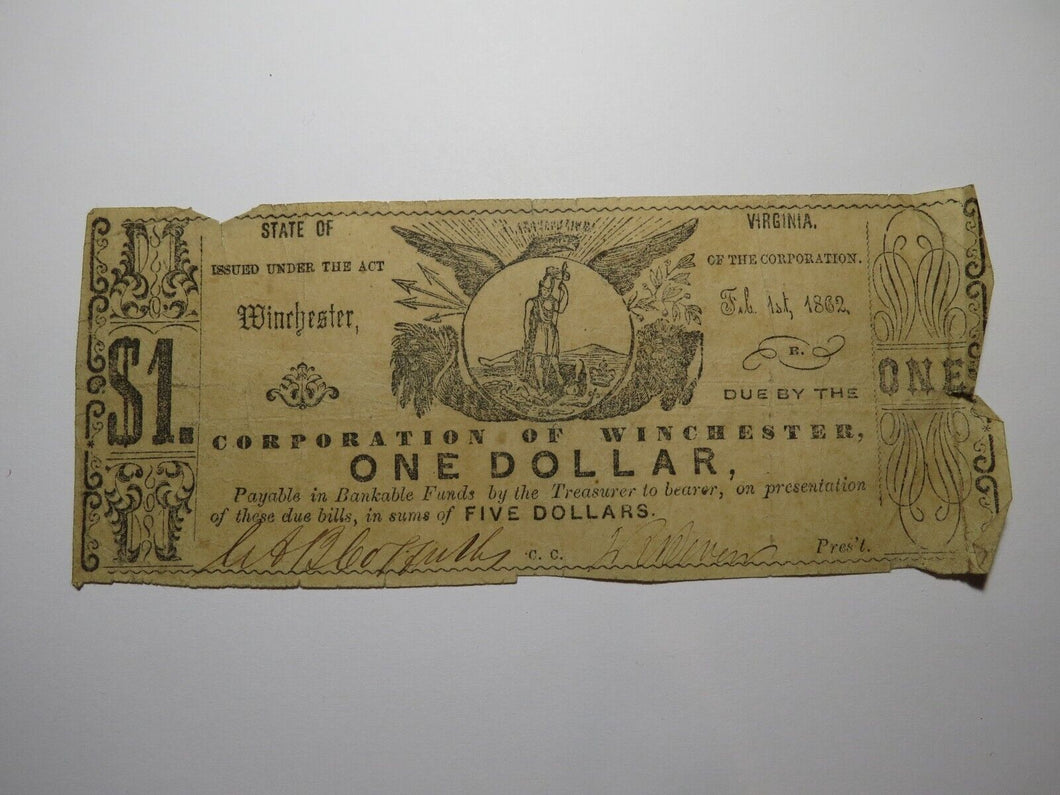 STATE OF
VIRGINIA.
ISSUED UNDER THE ACT
OF THE CORPORATION.
Winchester,
Feb. 1st, 1862,
R.
DUE BY THE
$1.
ONE
CORPORATION OF WINCHESTER,
ONE DOLLAR,
Payable in Bankable Funds by the Treasurer to bearer, on presentation
of these due bills, in sums of FIVE DOLLARS.
C. C.
Pres't.